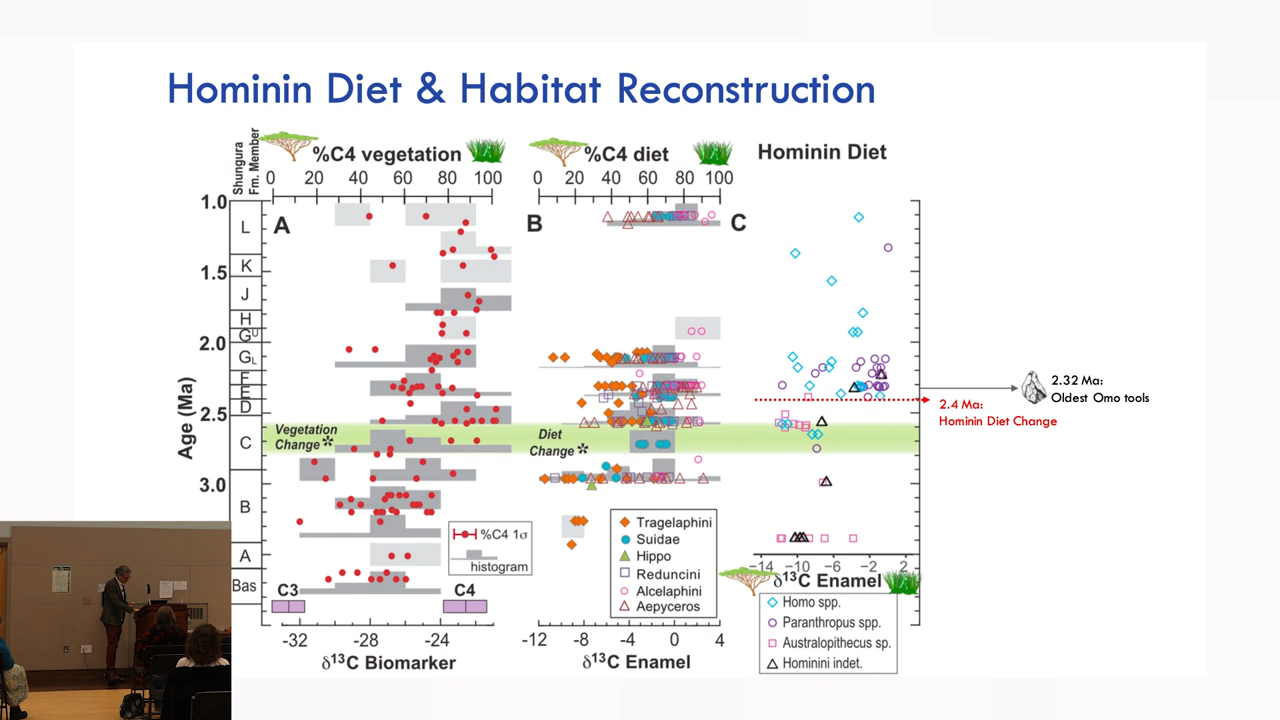 Hominin Diet & Habitat Reconstruction
Shungura
Fm. Member
%C4 vegetation
%C4 diet
Hominin Diet
0 20 40 60 80 100
0 20 40 60 80 100
1.0
1.5
2.0
2.5
3.0
Age (Ma)
L
K
J
H
GU
GL
F
E
D
C
B
A
Bas
A
B
C
Vegetation
Change*
Diet
Change*
2.32 Ma:
Oldest Omo tools
2.4 Ma:
Hominin Diet Change
%C4 1σ
histogram
C3
C4
-32 -28 -24
δ13C Biomarker
Tragelaphini
Suidae
Hippo
Reduncini
Alcelaphini
Aepyceros
-12 -8 -4 0 4
δ13C Enamel
-14 -10 -6 -2 2
δ13C Enamel
Homo spp.
Paranthropus spp.
Australopithecus sp.
Hominini indet.